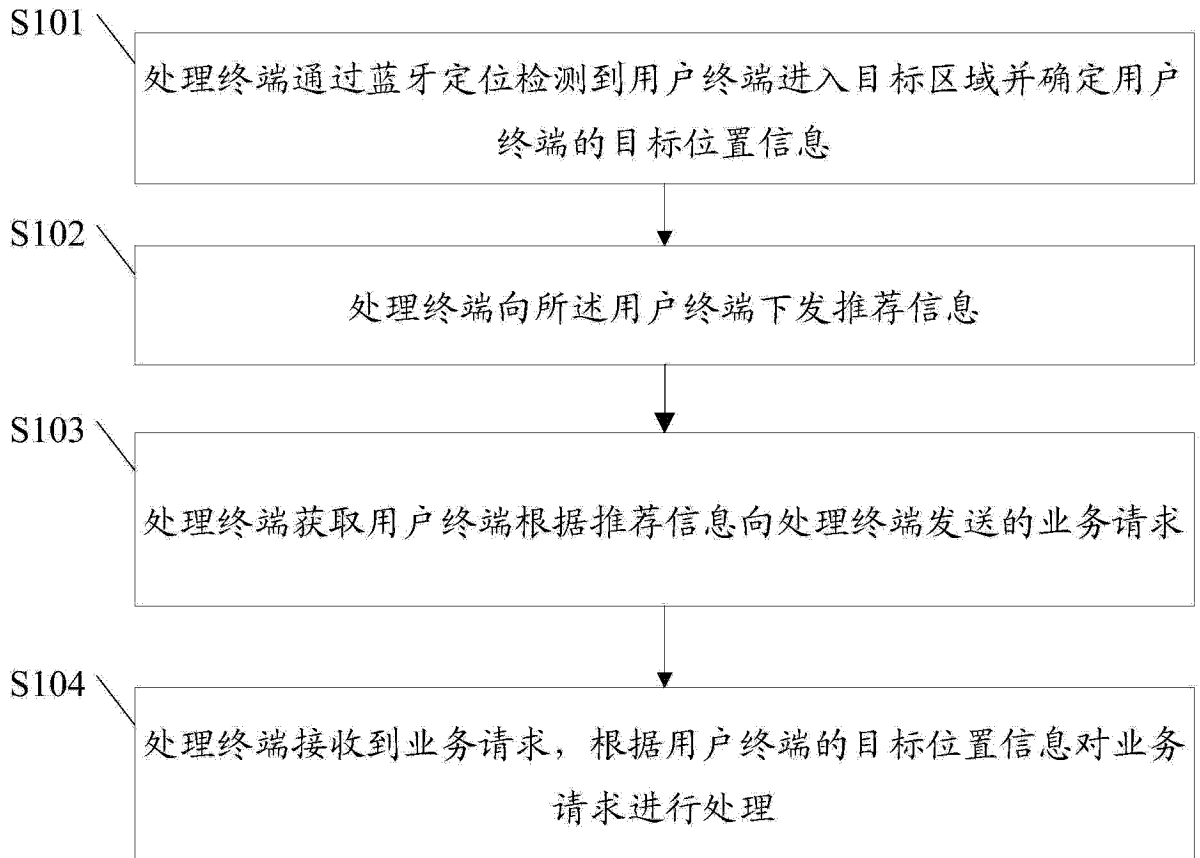 S101
处理终端通过蓝牙定位检测到用户终端进入目标区域并确定用户
终端的目标位置信息
S102
处理终端向所述用户终端下发推荐信息
S103
处理终端获取用户终端根据推荐信息向处理终端发送的业务请求
S104
处理终端接收到业务请求，根据用户终端的目标位置信息对业务
请求进行处理